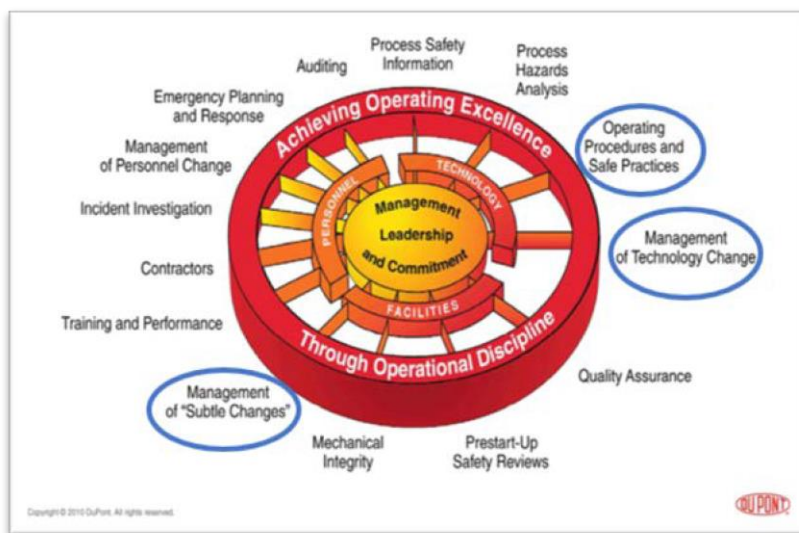 Process Safety
Information
Process
Hazards
Analysis
Auditing
Emergency Planning
and Response
Management
of Personnel Change
Incident Investigation
Contractors
Training and Performance
Management
of "Subtle Changes"
Mechanical
Integrity
Prestart-Up
Safety Reviews
Quality Assurance
Management
of Technology Change
Operating
Procedures and
Safe Practices
Achieving Operating Excellence
Through Operational Discipline
PERSONNEL
TECHNOLOGY
FACILITIES
Management
Leadership
and Commitment
Copyright © 2010 DuPont. All rights reserved.
DUPONT